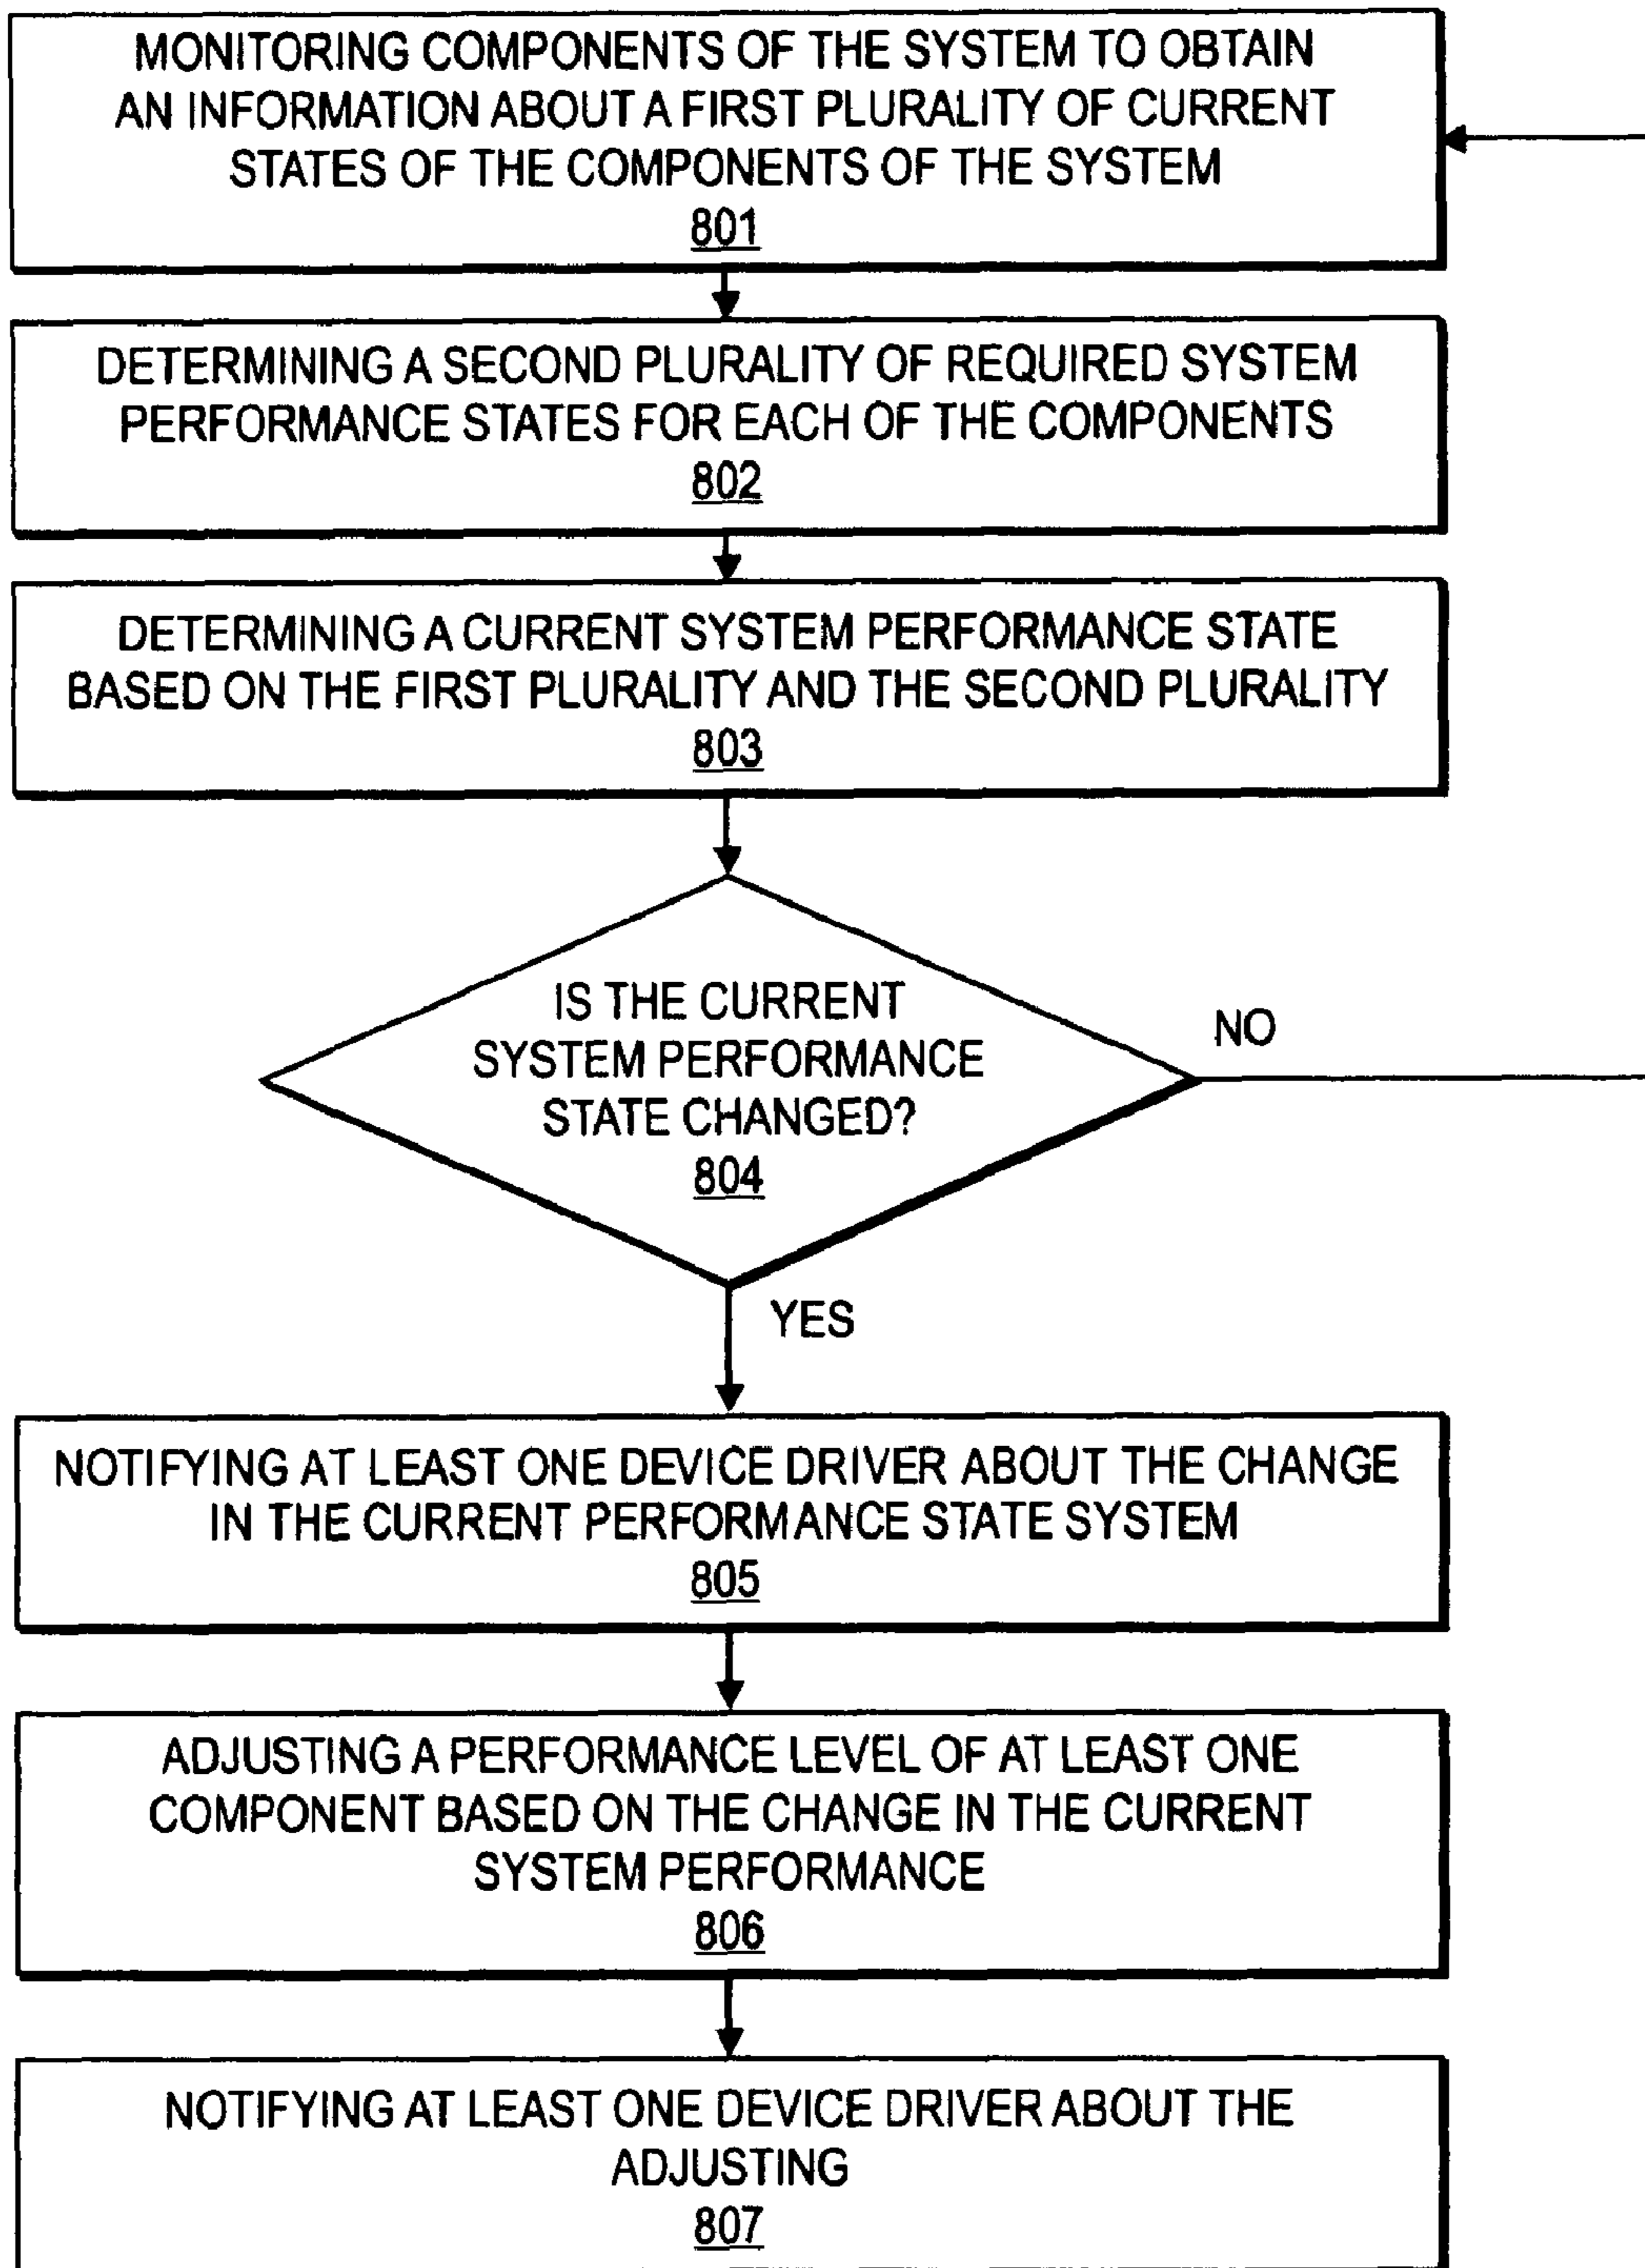 MONITORING COMPONENTS OF THE SYSTEM TO OBTAIN
AN INFORMATION ABOUT A FIRST PLURALITY OF CURRENT
STATES OF THE COMPONENTS OF THE SYSTEM
801
DETERMINING A SECOND PLURALITY OF REQUIRED SYSTEM
PERFORMANCE STATES FOR EACH OF THE COMPONENTS
802
DETERMINING A CURRENT SYSTEM PERFORMANCE STATE
BASED ON THE FIRST PLURALITY AND THE SECOND PLURALITY
803
IS THE CURRENT
SYSTEM PERFORMANCE
STATE CHANGED?
804
NO
YES
NOTIFYING AT LEAST ONE DEVICE DRIVER ABOUT THE CHANGE
IN THE CURRENT PERFORMANCE STATE SYSTEM
805
ADJUSTING A PERFORMANCE LEVEL OF AT LEAST ONE
COMPONENT BASED ON THE CHANGE IN THE CURRENT
SYSTEM PERFORMANCE
806
NOTIFYING AT LEAST ONE DEVICE DRIVER ABOUT THE
ADJUSTING
807